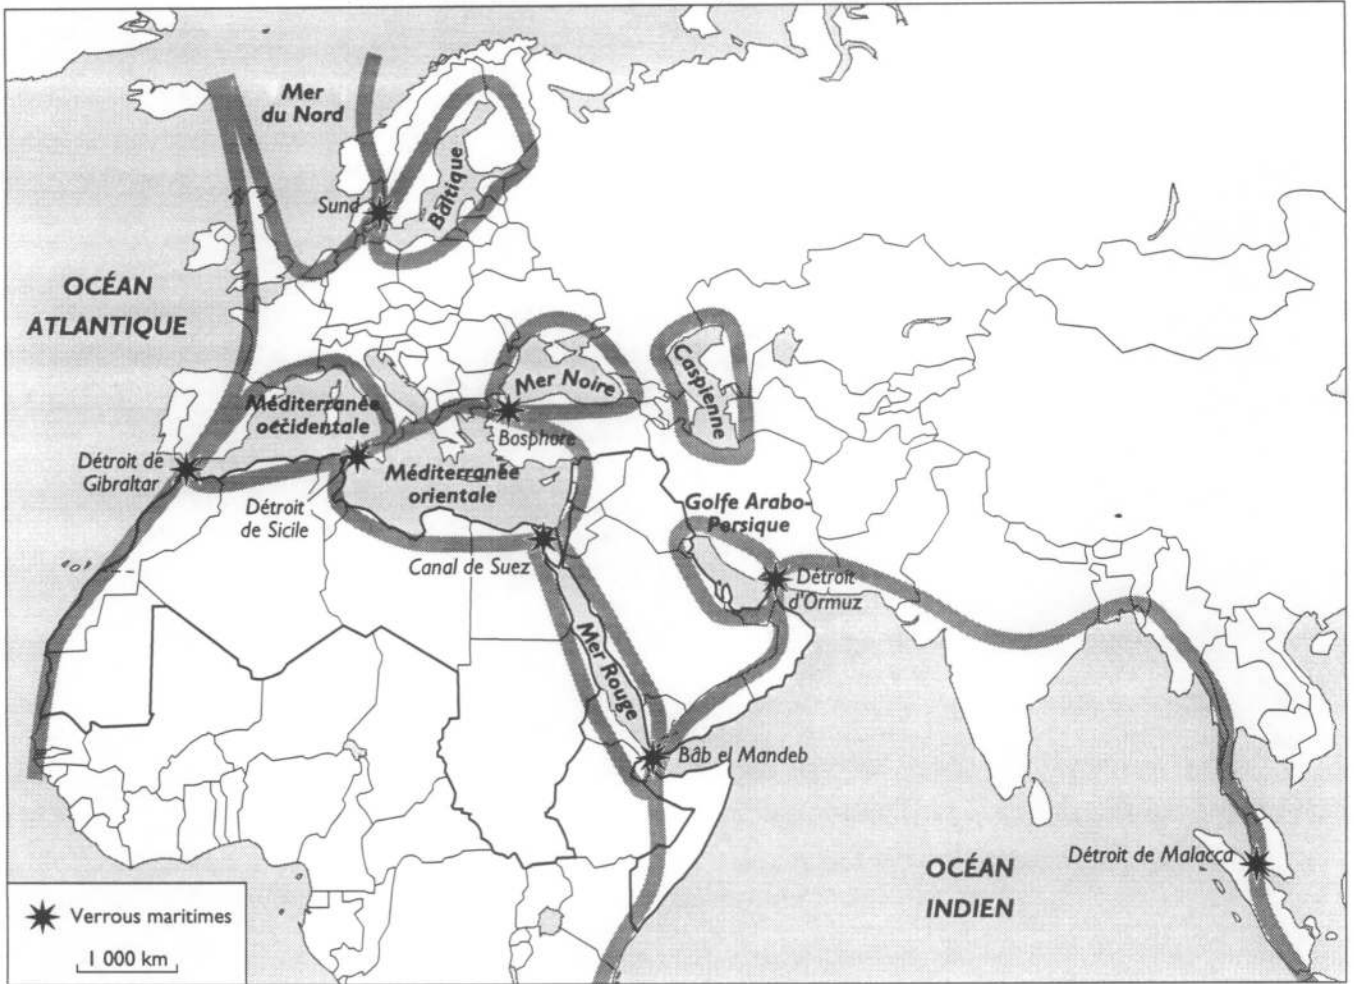 Mer
du Nord
Sund
Baltique
OCÉAN
ATLANTIQUE
Mer Noire
Caspienne
Méditerranée
occidentale
Bosphore
Détroit de
Gibraltar
Méditerranée
orientale
Détroit
de Sicile
Golfe Arabo-
Persique
Canal de Suez
Détroit
d'Ormuz
Mer Rouge
Bâb el Mandeb
Détroit de Malacca
OCÉAN
INDIEN
Verrous maritimes
1 000 km